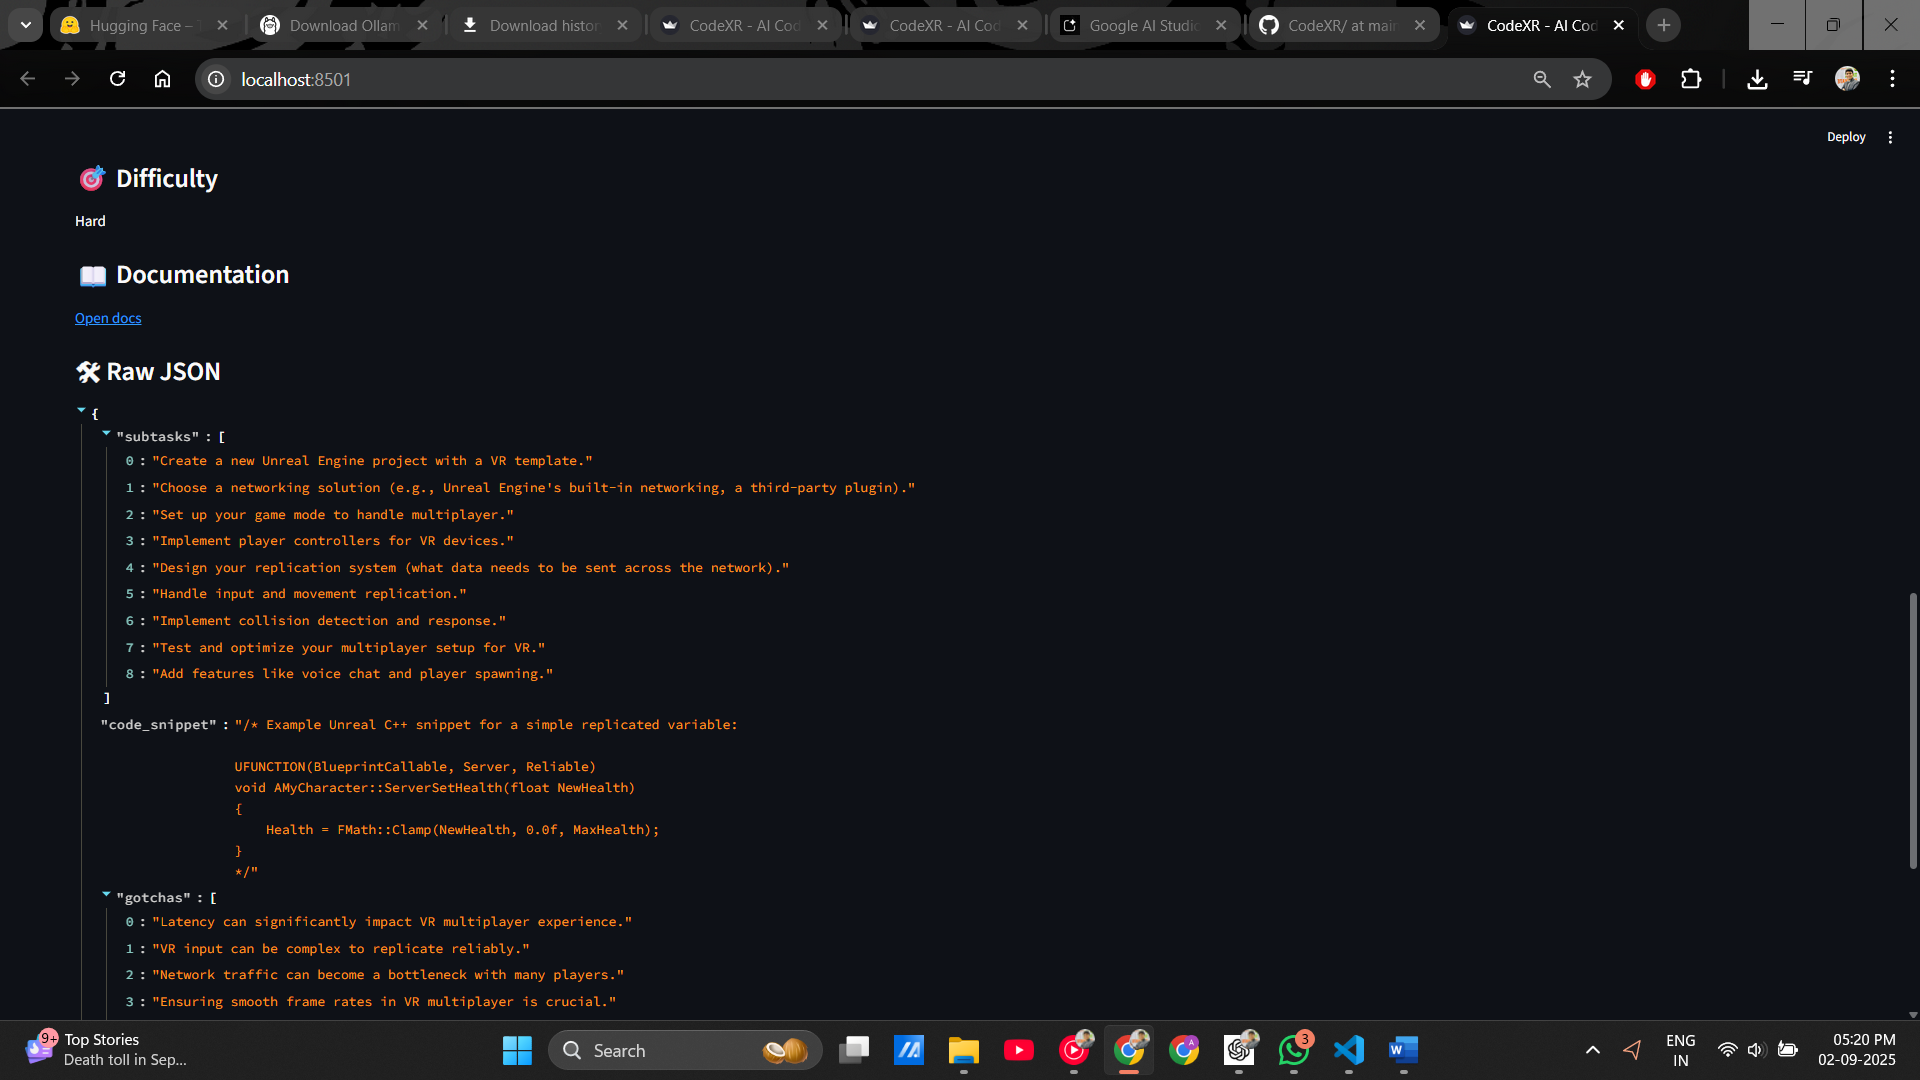 Hugging Face – T
Download Ollam
Download histor
CodeXR - AI Cod
CodeXR - AI Cod
Google AI Studio
CodeXR/ at main
CodeXR - AI Cod
localhost:8501
Deploy
🎯 Difficulty
Hard
📖 Documentation
Open docs
🛠 Raw JSON
{
"subtasks" : [
0 : "Create a new Unreal Engine project with a VR template."
1 : "Choose a networking solution (e.g., Unreal Engine's built-in networking, a third-party plugin)."
2 : "Set up your game mode to handle multiplayer."
3 : "Implement player controllers for VR devices."
4 : "Design your replication system (what data needs to be sent across the network)."
5 : "Handle input and movement replication."
6 : "Implement collision detection and response."
7 : "Test and optimize your multiplayer setup for VR."
8 : "Add features like voice chat and player spawning."
]
"code_snippet" : "/* Example Unreal C++ snippet for a simple replicated variable:
UFUNCTION(BlueprintCallable, Server, Reliable)
void AMyCharacter::ServerSetHealth(float NewHealth)
{
Health = FMath::Clamp(NewHealth, 0.0f, MaxHealth);
}
*/"
"gotchas" : [
0 : "Latency can significantly impact VR multiplayer experience."
1 : "VR input can be complex to replicate reliably."
2 : "Network traffic can become a bottleneck with many players."
3 : "Ensuring smooth frame rates in VR multiplayer is crucial."
9+
Top Stories
Death toll in Sep...
Search
3
ENG
IN
05:20 PM
02-09-2025